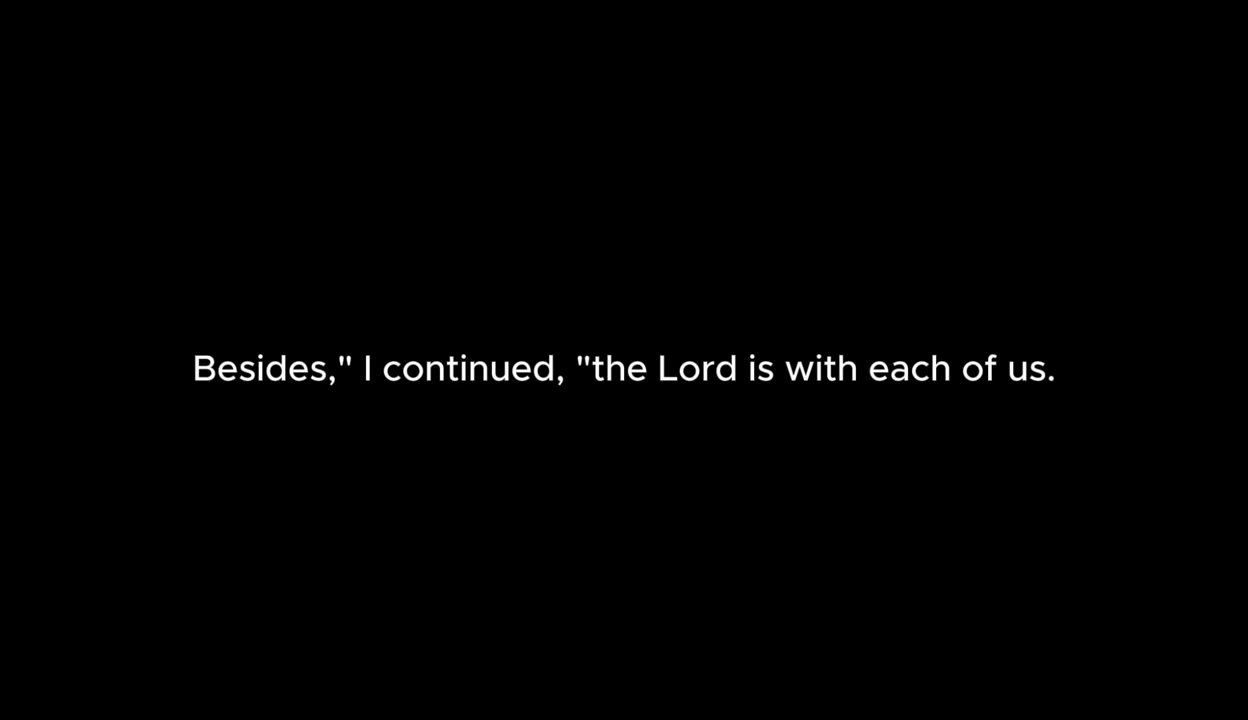 Besides," I continued, "the Lord is with each of us.